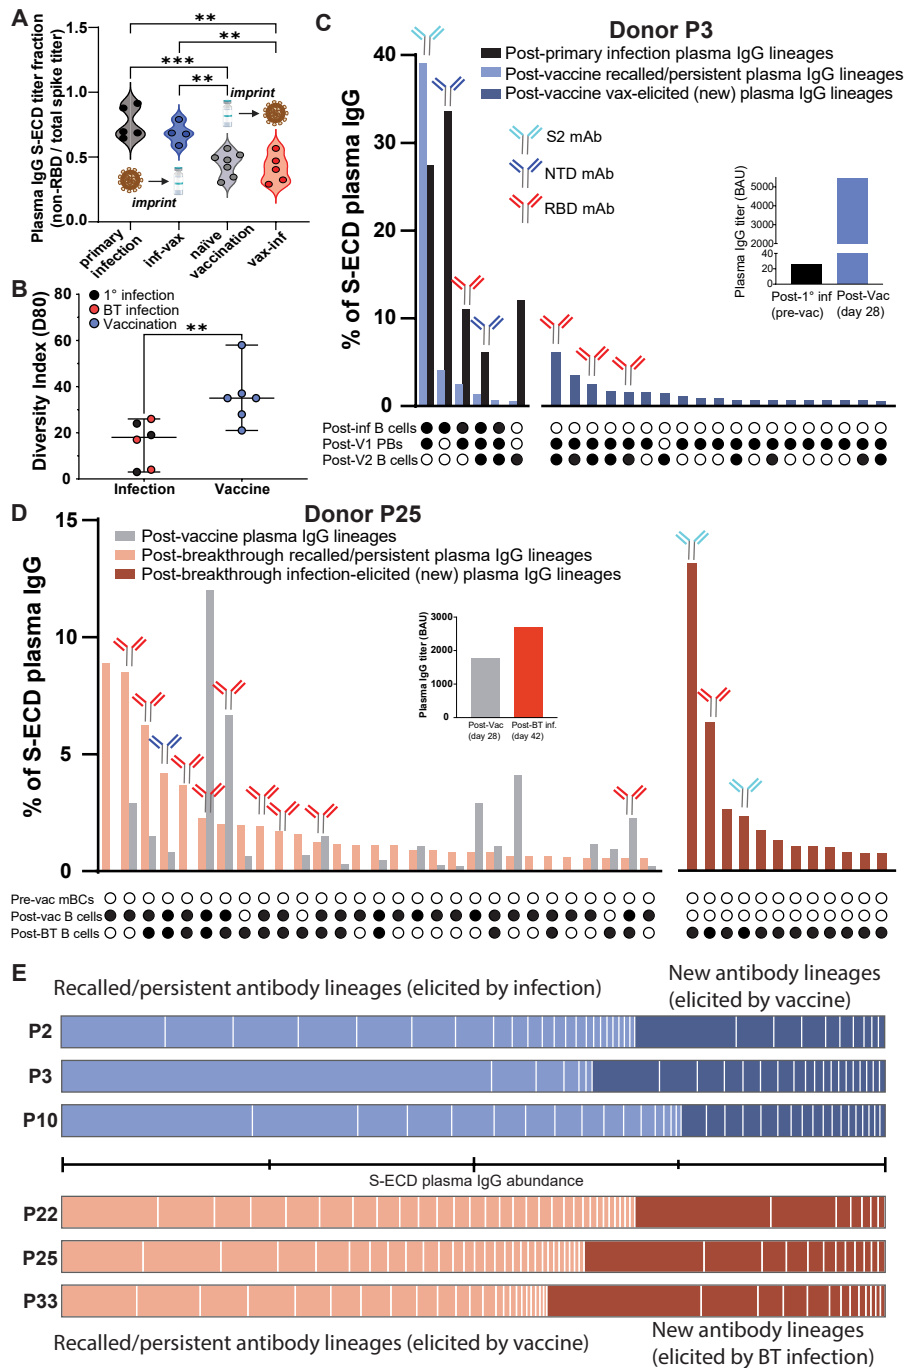 A
Plasma IgG S-ECD titer fraction
(non-RBD / total spike titer)
1.5
1.0
0.5
0.0
**
**
***
**
imprint
imprint
primary
infection
inf-vax
naïve
vaccination
vax-inf
B
Diversity Index (D80)
80
60
40
20
0
1° infection
BT infection
Vaccination
**
Infection
Vaccine
C
Donor P3
% of S-ECD plasma IgG
40
30
20
10
0
Post-primary infection plasma IgG lineages
Post-vaccine recalled/persistent plasma IgG lineages
Post-vaccine vax-elicited (new) plasma IgG lineages
S2 mAb
NTD mAb
RBD mAb
Plasma IgG titer (BAU)
5000
4000
3000
2000
40
20
0
Post-1° inf
(pre-vac)
Post-Vac
(day 28)
Post-inf B cells
Post-V1 PBs
Post-V2 B cells
D
Donor P25
% of S-ECD plasma IgG
15
10
5
0
Post-vaccine plasma IgG lineages
Post-breakthrough recalled/persistent plasma IgG lineages
Post-breakthrough infection-elicited (new) plasma IgG lineages
Plasma IgG titer (BAU)
3000
2000
1000
0
Post-Vac
(day 28)
Post-BT inf.
(day 42)
Pre-vac mBCs
Post-vac B cells
Post-BT B cells
E
Recalled/persistent antibody lineages (elicited by infection)
New antibody lineages
(elicited by vaccine)
P2
P3
P10
S-ECD plasma IgG abundance
P22
P25
P33
Recalled/persistent antibody lineages (elicited by vaccine)
New antibody lineages
(elicited by BT infection)